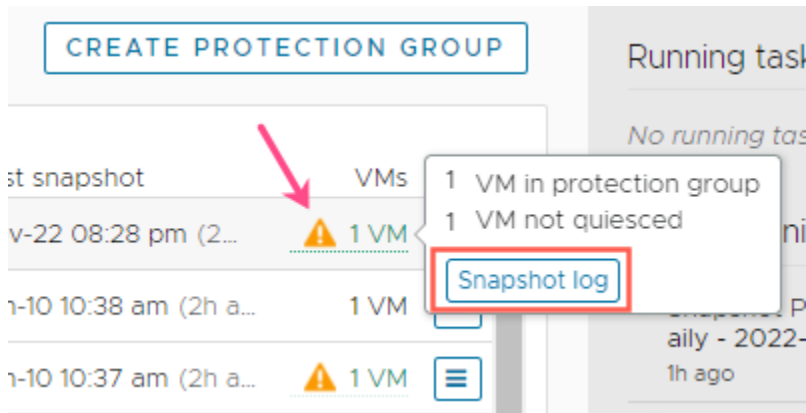 CREATE PROTECTION GROUP
Running task
No running tas
st snapshot VMs
1 VM in protection group
1 VM not quiesced
v-22 08:28 pm (2... 1 VM
ni
Snapshot log
n-10 10:38 am (2h a... 1 VM
aily - 2022-
n-10 10:37 am (2h a... 1 VM
1h ago